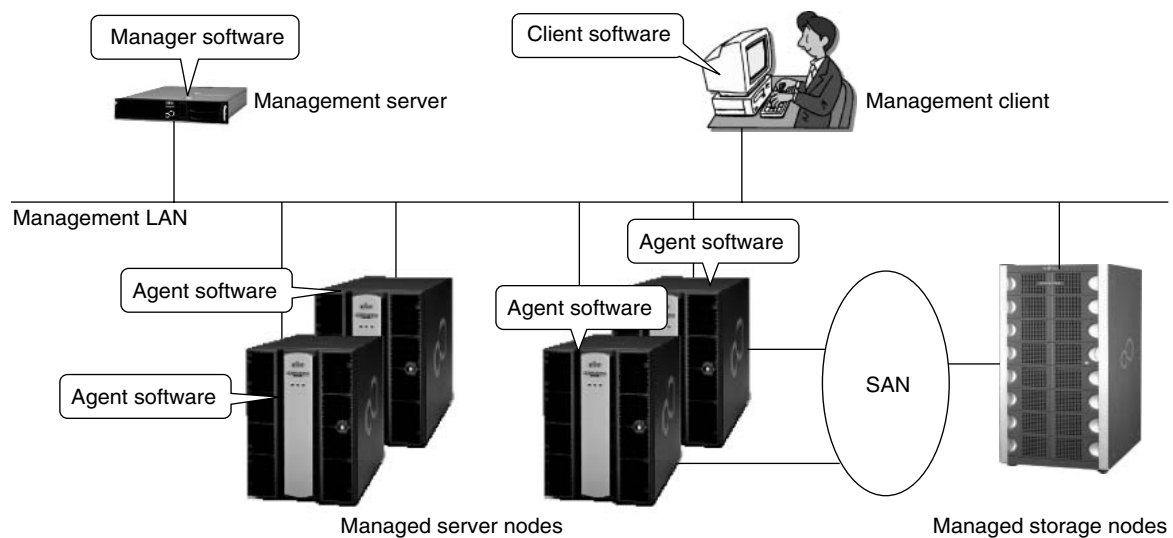 Manager software
Client software
Management server
Management client
Management LAN
Agent software
Agent software
Agent software
Agent software
SAN
Managed server nodes
Managed storage nodes